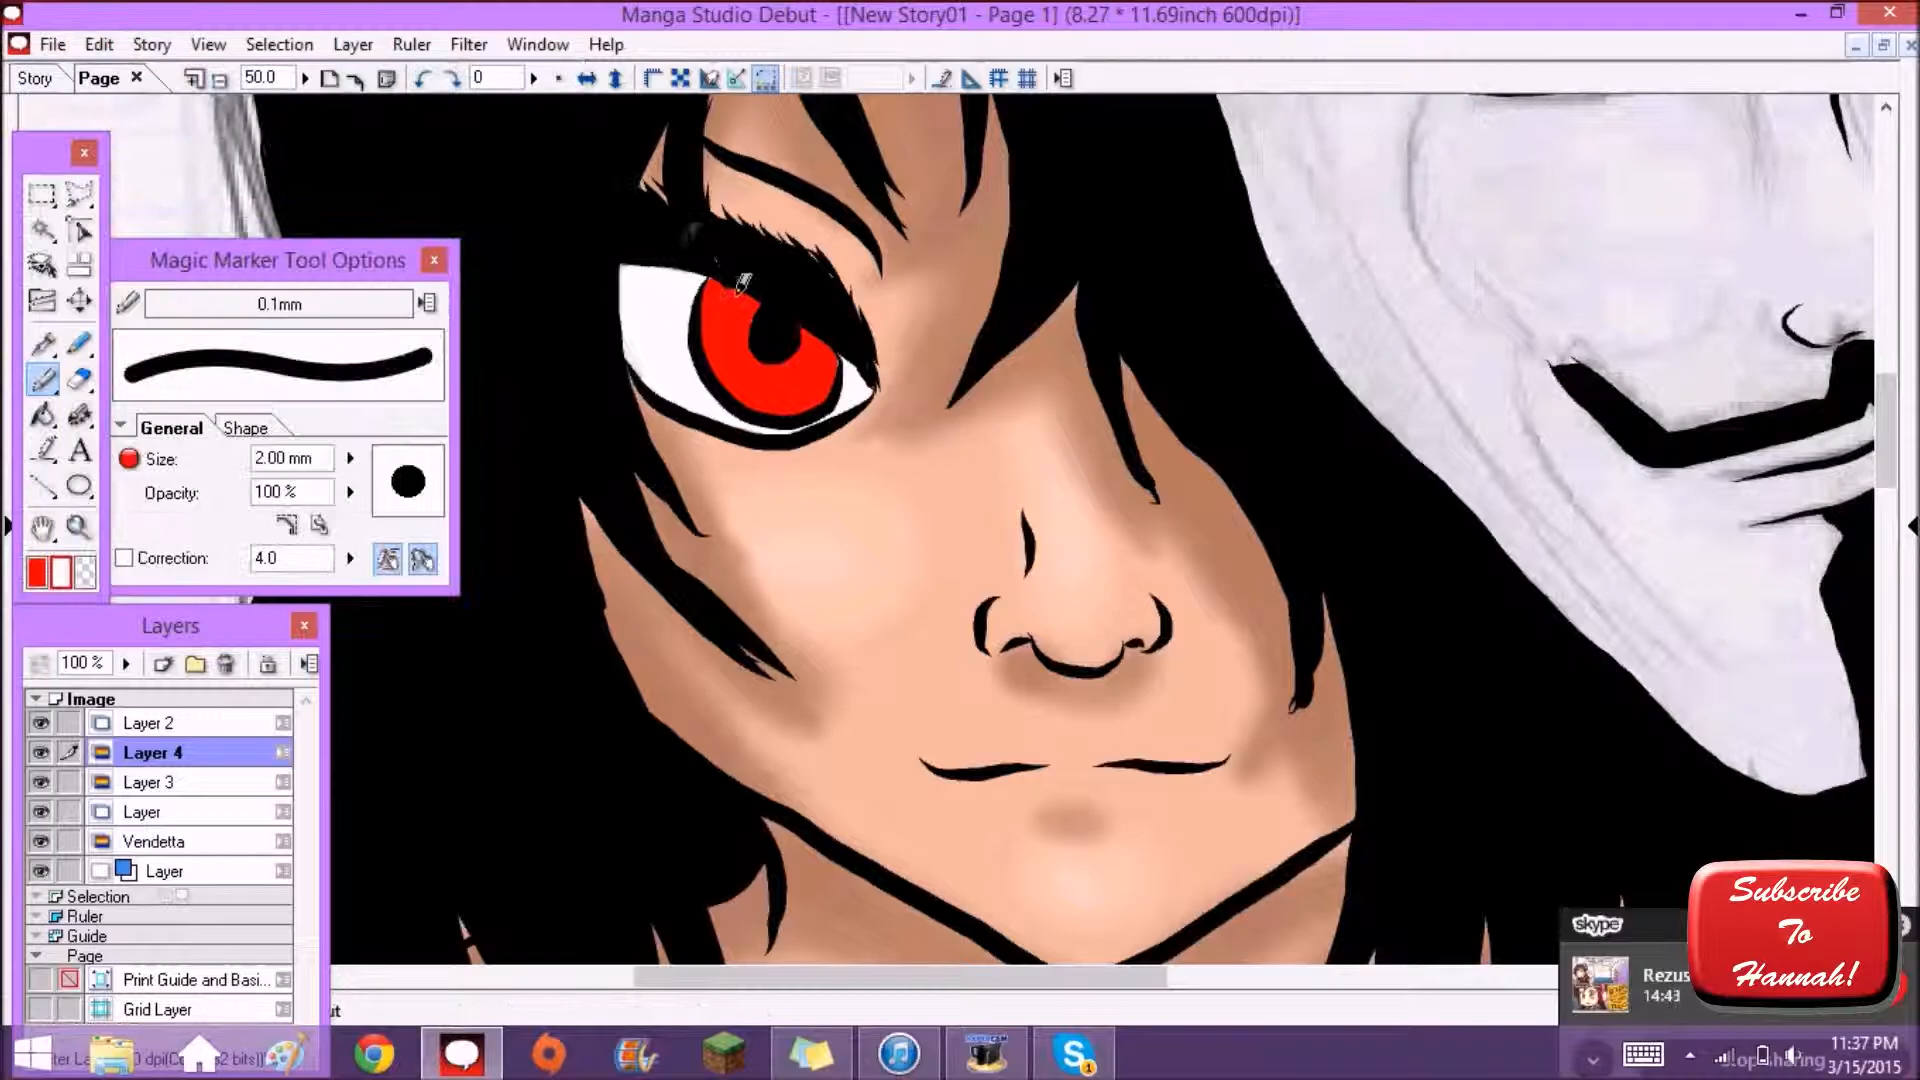 Manga Studio Debut - [[New Story01 - Page 1] (8.27 * 11.69inch 600dpi)]
File Edit Story View Selection Layer Ruler Filter Window Help
Story Page 50.0 0
Magic Marker Tool Options
0.1mm
General Shape
Size: 2.00 mm
Opacity: 100 %
Correction: 4.0
Layers
100 %
Image
Layer 2
Layer 4
Layer 3
Layer
Vendetta
Layer
Selection
Ruler
Guide
Page
Print Guide and Basi...
Grid Layer
A
skype
Rezus
14:43
Subscribe
To
Hannah!
Stop sharing
11:37 PM
3/15/2015